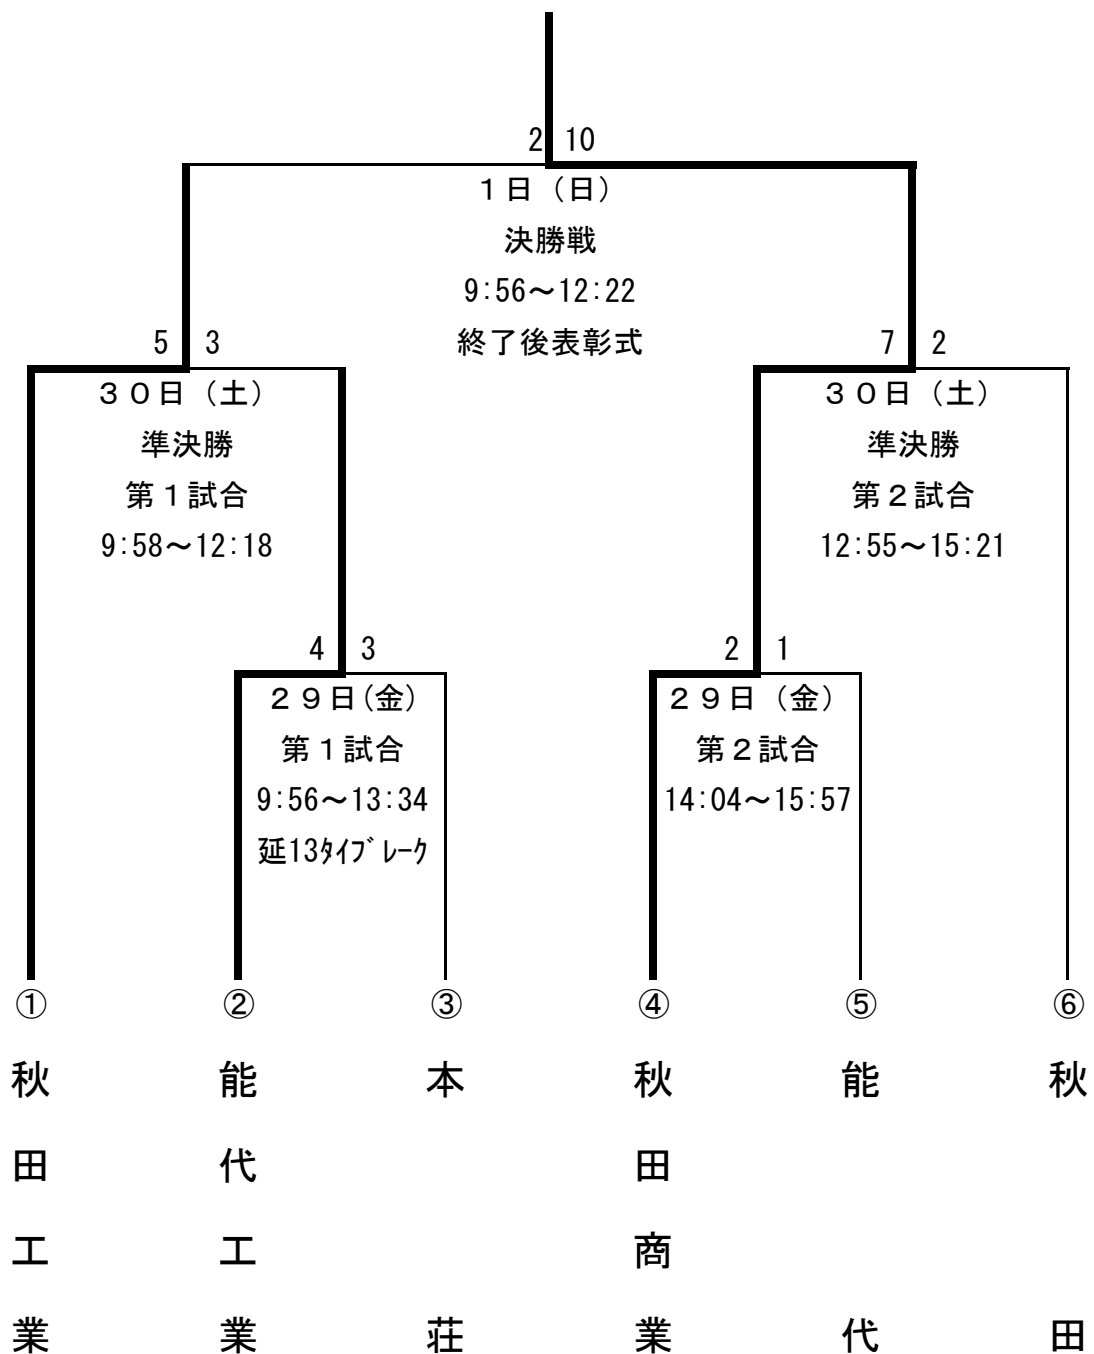 2 10
1日（日）
決勝戦
9:56～12:22
終了後表彰式
5 3
３０日（土）
準決勝
第１試合
9:58～12:18
7 2
３０日（土）
準決勝
第２試合
12:55～15:21
4 3
２９日(金)
第１試合
9:56～13:34
延13ﾀｲﾌﾞﾚｰｸ
2 1
２９日（金）
第２試合
14:04～15:57
①
秋田工業
②
能代工業
③
本荘
④
秋田商業
⑤
能代
⑥
秋田